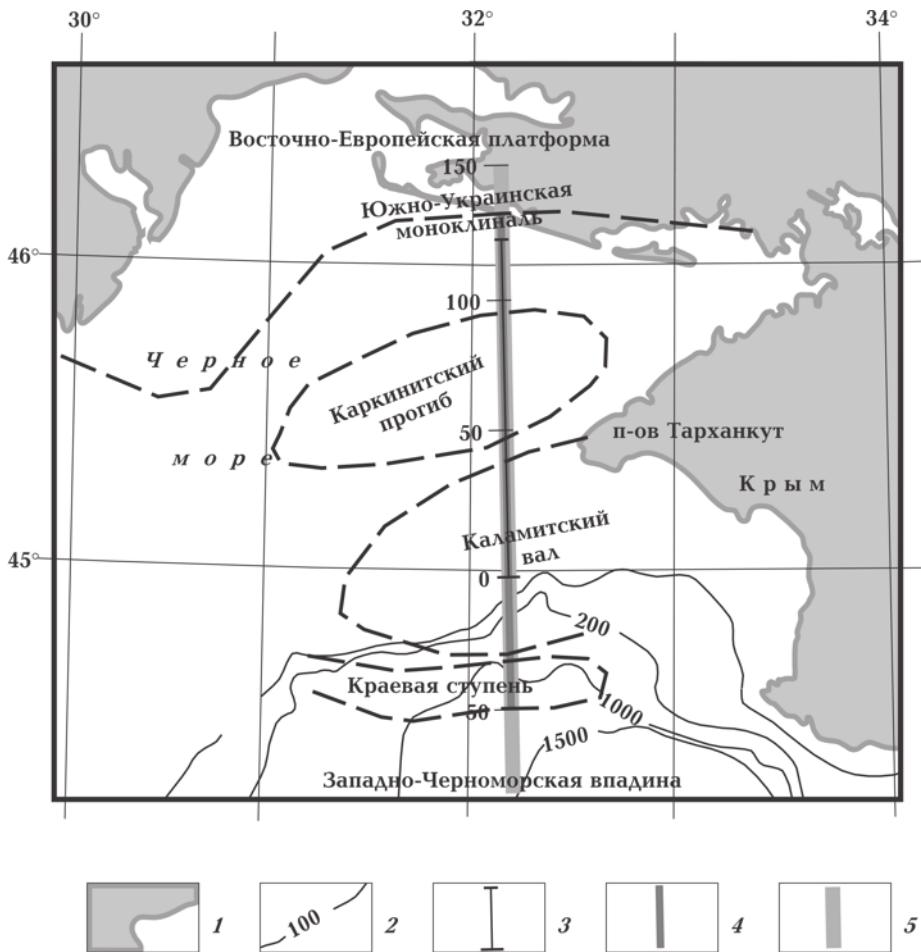 30°
32°
34°
Восточно-Европейская платформа
150
Южно-Украинская
моноклиналь
46°
100
Черное
Каркинитский
прогиб
50
п-ов Тарханкут
море
Крым
Каламитский
вал
45°
0
200
Краевая ступень
50
1000
1500
Западно-Черноморская впадина
100
1
2
3
4
5